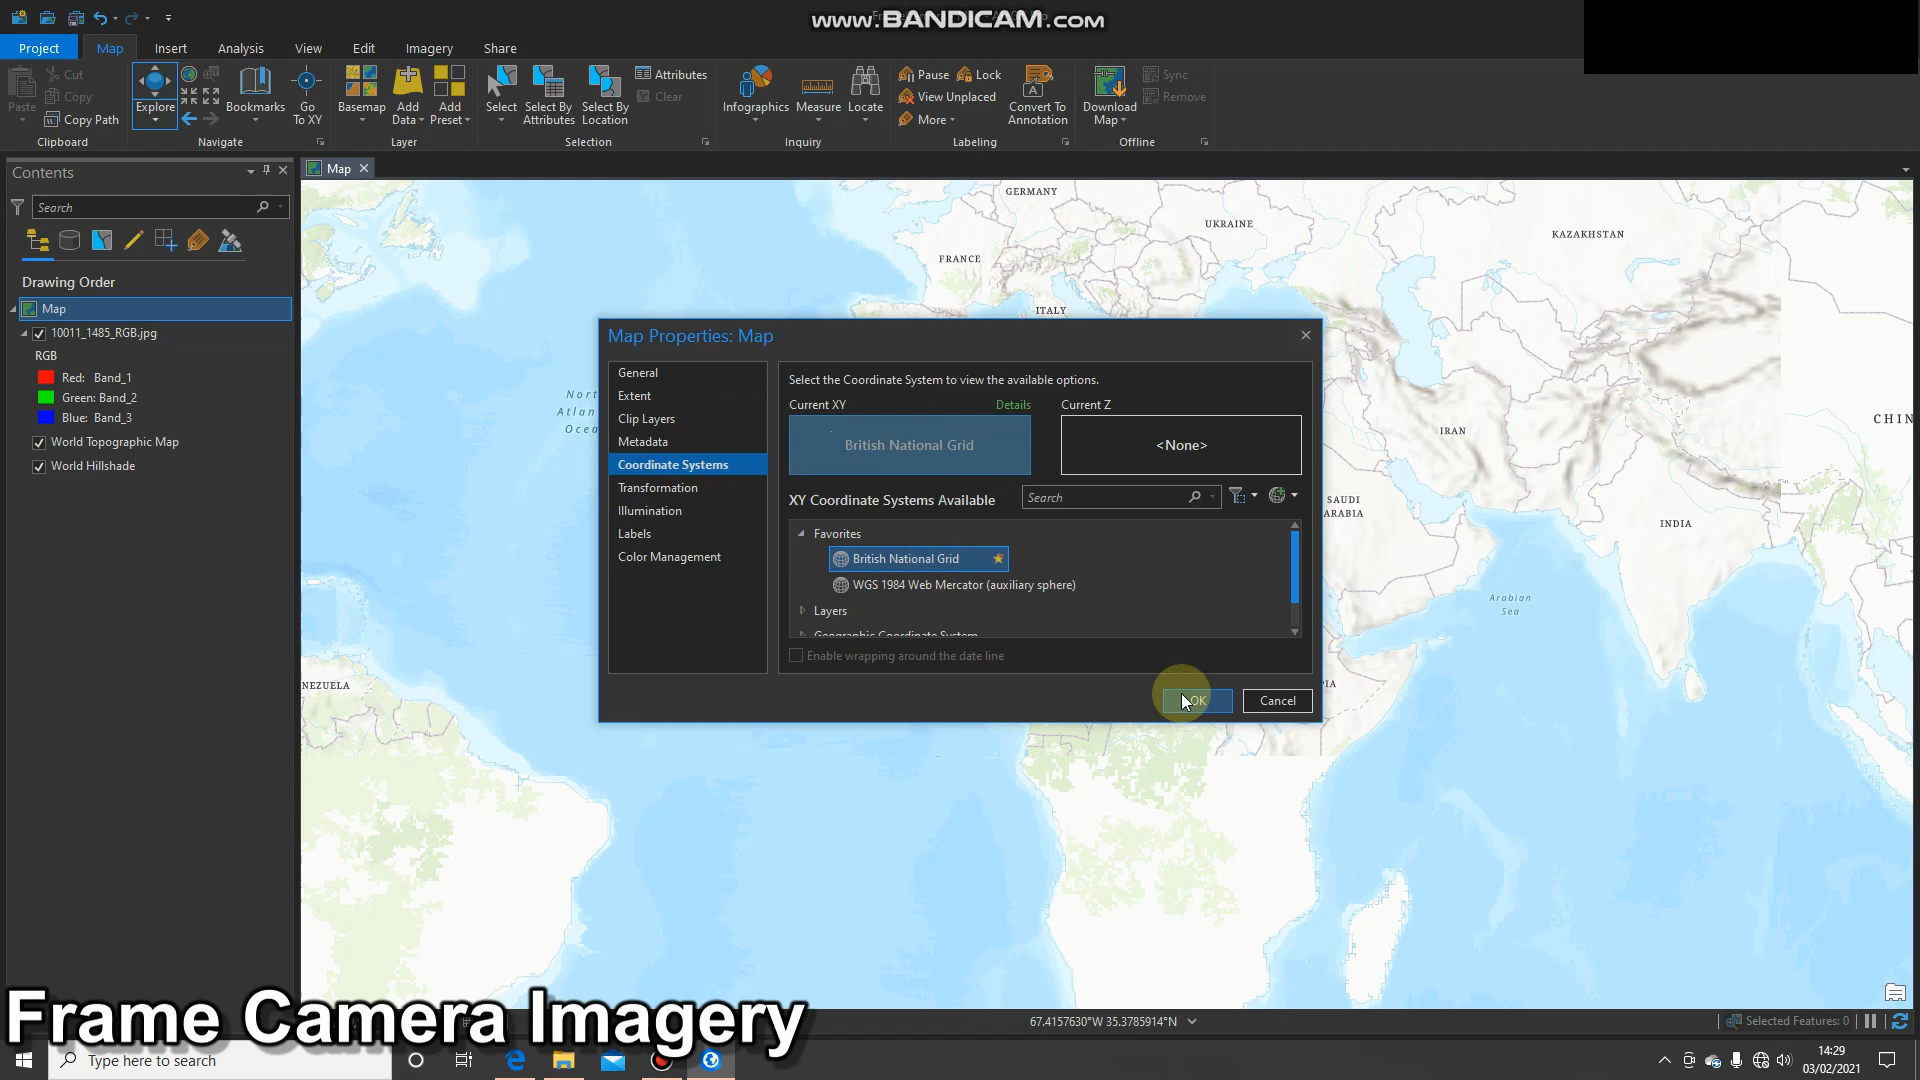 www.BANDICAM.com
Project
Map
Insert
Analysis
View
Edit
Imagery
Share
Paste
Cut
Copy
Copy Path
Clipboard
Explore
Bookmarks
Go
To XY
Navigate
Basemap
Add
Data
Add
Preset
Layer
Select
Select By
Attributes
Select By
Location
Attributes
Clear
Selection
Infographics
Measure
Locate
Inquiry
Pause
Lock
View Unplaced
More
Convert To
Annotation
Labeling
Download
Map
Sync
Remove
Offline
Contents
Search
Drawing Order
Map
10011_1485_RGB.jpg
RGB
Red: Band_1
Green: Band_2
Blue: Band_3
World Topographic Map
World Hillshade
Map
GERMANY
UKRAINE
KAZAKHSTAN
FRANCE
ITALY
Nort
Atlan
Ocea
IRAN
CHIN
SAUDI
ARABIA
INDIA
Arabian
Sea
NEZUELA
PIA
Map Properties: Map
General
Extent
Clip Layers
Metadata
Coordinate Systems
Transformation
Illumination
Labels
Color Management
Select the Coordinate System to view the available options.
Current XY
Details
Current Z
British National Grid
<None>
XY Coordinate Systems Available
Search
Favorites
British National Grid
WGS 1984 Web Mercator (auxiliary sphere)
Layers
Geographic Coordinate System
Enable wrapping around the date line
OK
Cancel
Frame Camera Imagery
67.4157630°W 35.3785914°N
Selected Features: 0
Type here to search
14:29
03/02/2021